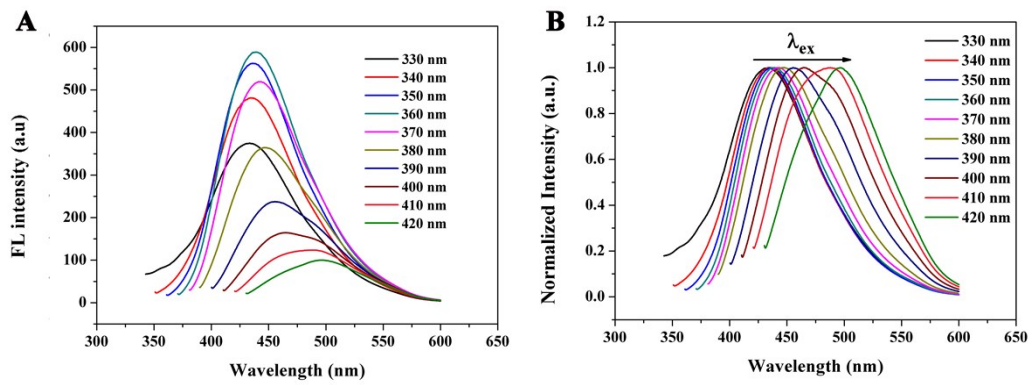 A
FL intensity (a.u)
600
500
400
300
200
100
0
300 350 400 450 500 550 600 650
Wavelength (nm)
330 nm
340 nm
350 nm
360 nm
370 nm
380 nm
390 nm
400 nm
410 nm
420 nm
B
Normalized Intensity (a.u.)
1.2
1.0
0.8
0.6
0.4
0.2
0.0
300 350 400 450 500 550 600 650
Wavelength (nm)
λex
330 nm
340 nm
350 nm
360 nm
370 nm
380 nm
390 nm
400 nm
410 nm
420 nm